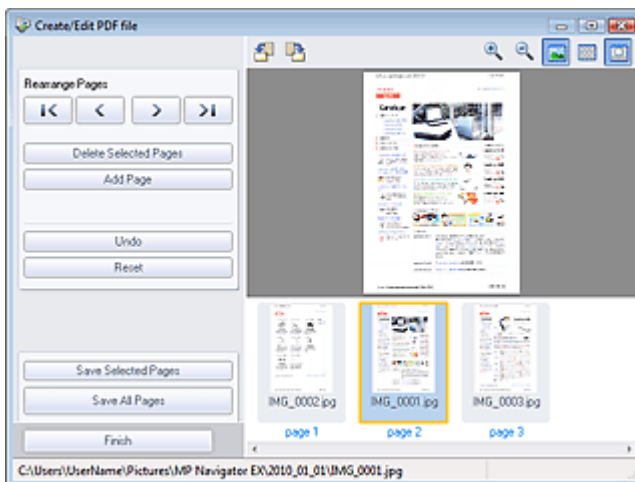 Create/Edit PDF file
Rearrange Pages
Delete Selected Pages
Add Page
Undo
Reset
Save Selected Pages
Save All Pages
Finish
IMG_0002.jpg
IMG_0001.jpg
IMG_0003.jpg
page 1
page 2
page 3
C:\Users\UserName\Pictures\MP Navigator EX\2010_01_01\IMG_0001.jpg